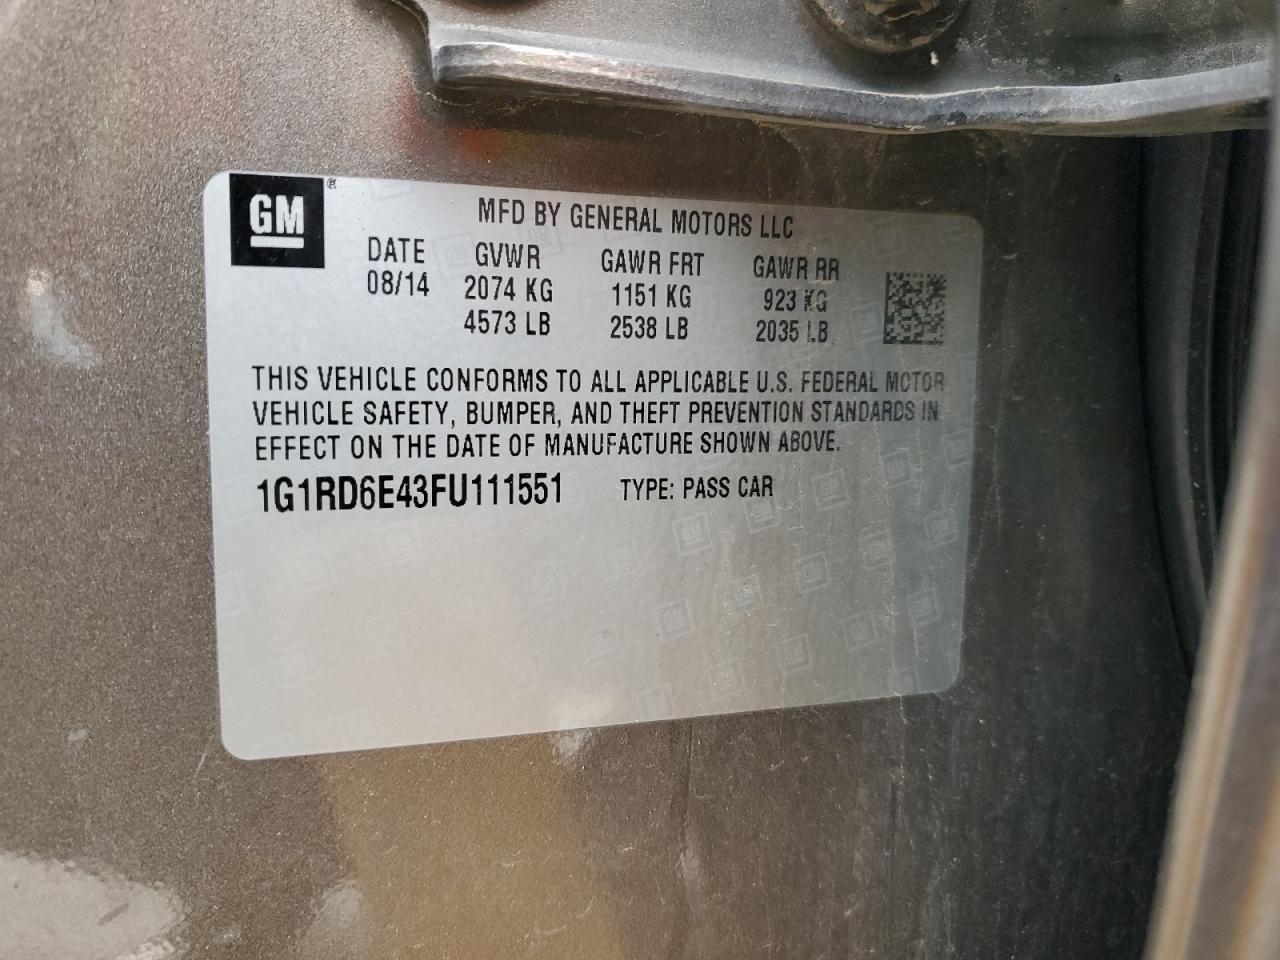 GM®
MFD BY GENERAL MOTORS LLC
DATE GVWR GAWR FRT GAWR RR
08/14 2074 KG 1151 KG 923 KG
4573 LB 2538 LB 2035 LB
THIS VEHICLE CONFORMS TO ALL APPLICABLE U.S. FEDERAL MOTOR
VEHICLE SAFETY, BUMPER, AND THEFT PREVENTION STANDARDS IN
EFFECT ON THE DATE OF MANUFACTURE SHOWN ABOVE.
1G1RD6E43FU111551 TYPE: PASS CAR